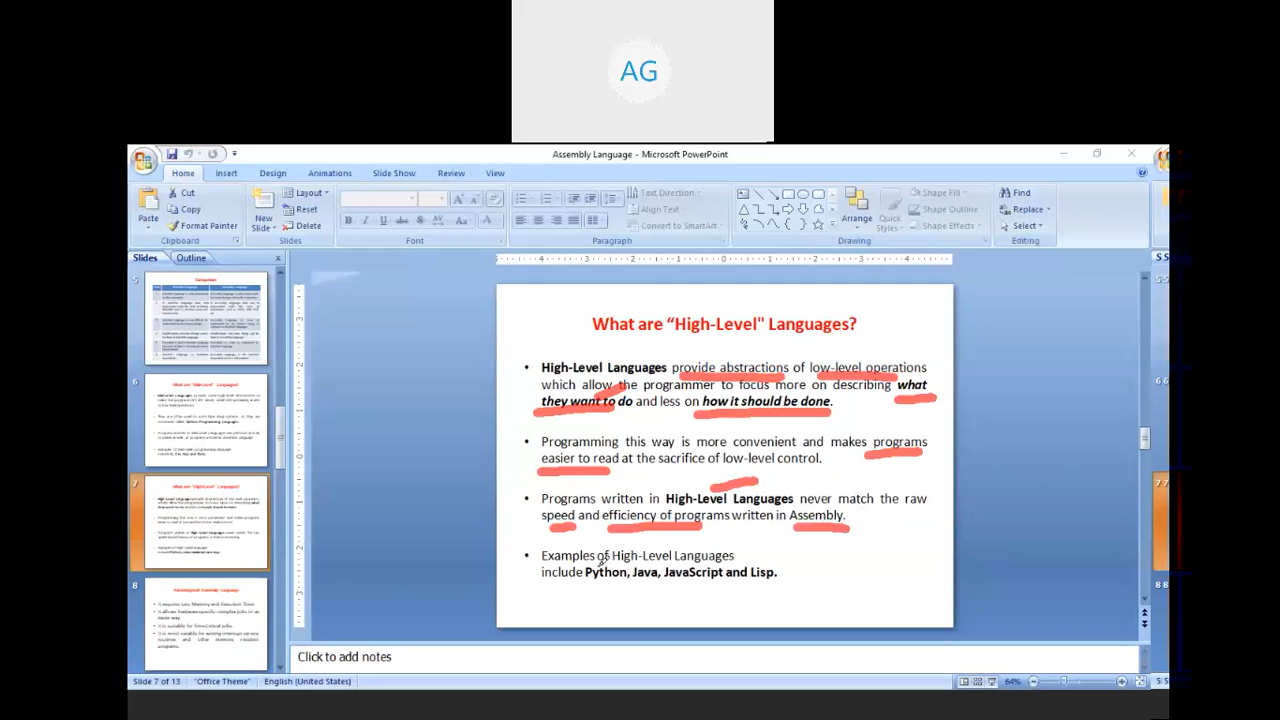 AG
Assembly Language - Microsoft PowerPoint
Home Insert Design Animations Slide Show Review View
Paste
Cut
Copy
Format Painter
Clipboard
New Slide
Layout
Reset
Delete
Slides
Font
Text Direction
Align Text
Convert to SmartArt
Paragraph
Arrange
Quick Styles
Shape Fill
Shape Outline
Shape Effects
Drawing
Find
Replace
Select
Editing
Slides Outline
5
6
7
8
What are "High-Level" Languages?
• High-Level Languages provide abstractions of low-level operations
which allow the programmer to focus more on describing what
they want to do and less on how it should be done.
• Programming this way is more convenient and makes programs
easier to read at the sacrifice of low-level control.
• Programs written in High-Level Languages never match the raw
speed and efficiency of programs written in Assembly.
• Examples of High-Level Languages
include Python, Java, JavaScript and Lisp.
Click to add notes
Slide 7 of 13 "Office Theme" English (United States) 64%